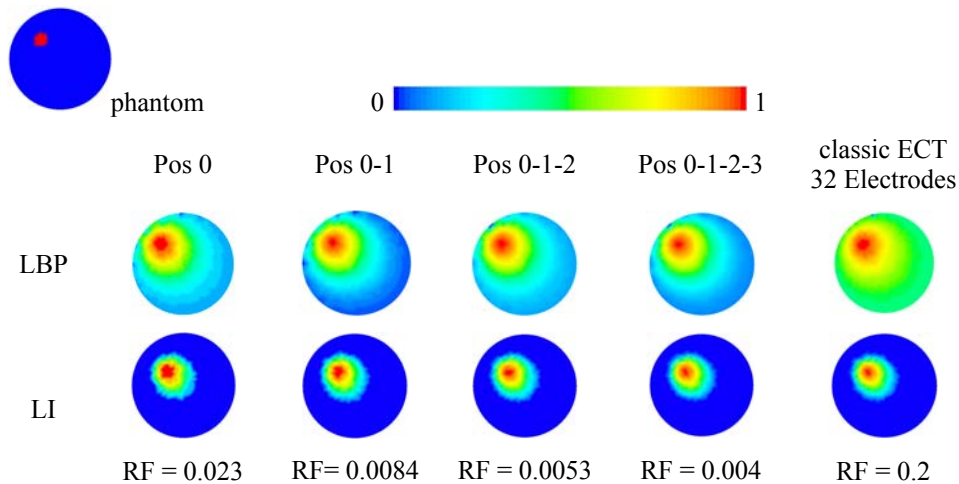 phantom
0 1
Pos 0 Pos 0-1 Pos 0-1-2 Pos 0-1-2-3 classic ECT
32 Electrodes
LBP
LI
RF = 0.023 RF= 0.0084 RF = 0.0053 RF = 0.004 RF = 0.2